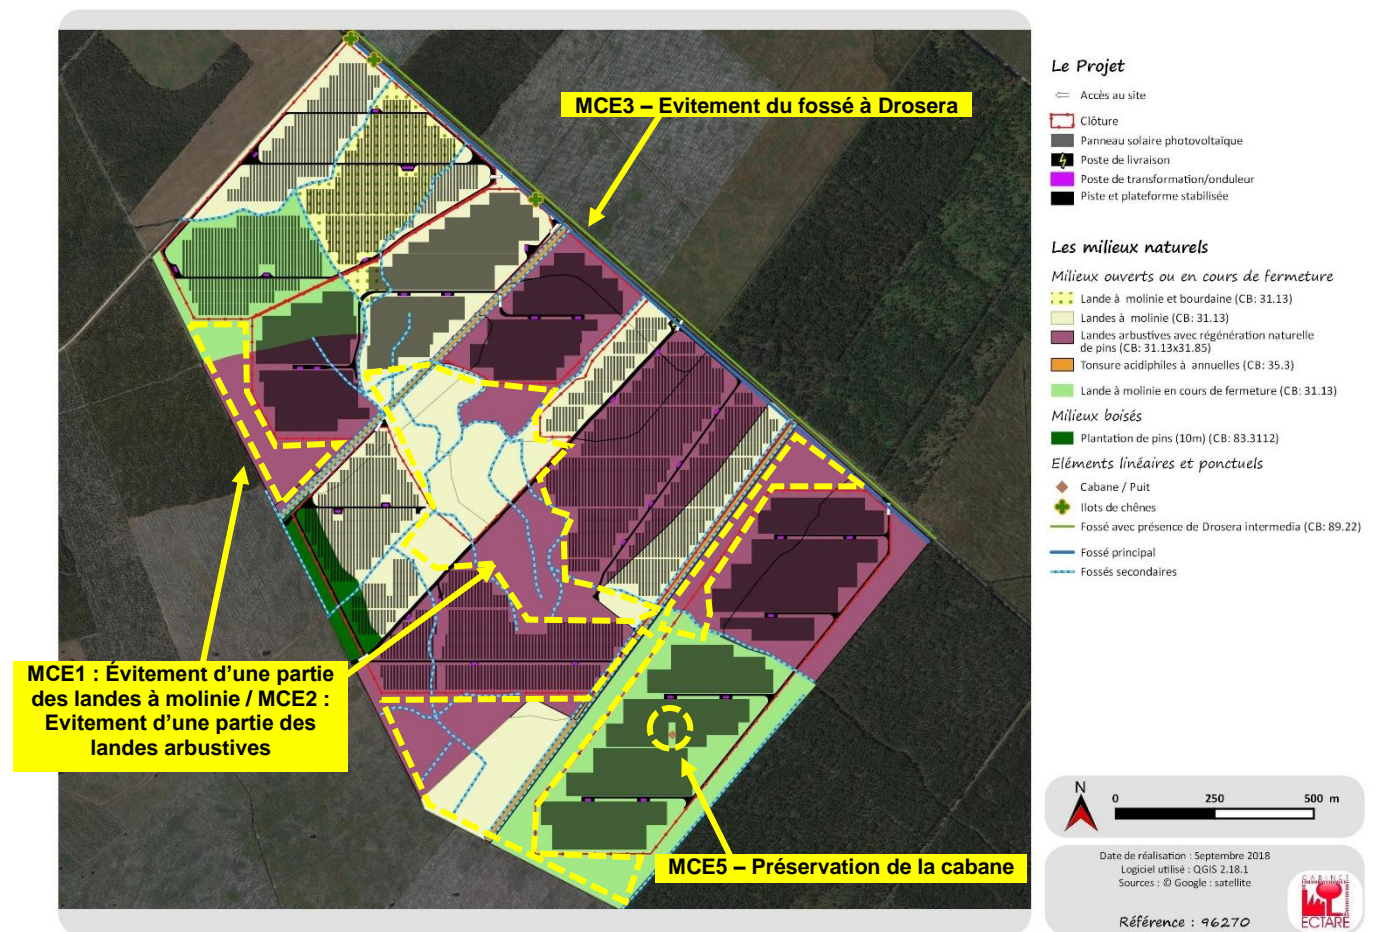 MCE3 – Evitement du fossé à Drosera
MCE1 : Évitement d'une partie
des landes à molinie / MCE2 :
Evitement d'une partie des
landes arbustives
MCE5 – Préservation de la cabane
Le Projet
Accès au site
Clôture
Panneau solaire photovoltaïque
Poste de livraison
Poste de transformation/onduleur
Piste et plateforme stabilisée
Les milieux naturels
Milieux ouverts ou en cours de fermeture
Lande à molinie et bourdaine (CB: 31.13)
Landes à molinie (CB: 31.13)
Landes arbustives avec régénération naturelle
de pins (CB: 31.13x31.85)
Tonsure acidiphiles à annuelles (CB: 35.3)
Lande à molinie en cours de fermeture (CB: 31.13)
Milieux boisés
Plantation de pins (10m) (CB: 83.3112)
Eléments linéaires et ponctuels
Cabane / Puit
Ilots de chênes
Fossé avec présence de Drosera intermedia (CB: 89.22)
Fossé principal
Fossés secondaires
N
0 250 500 m
Date de réalisation : Septembre 2018
Logiciel utilisé : QGIS 2.18.1
Sources : © Google : satellite
Référence : 96270
CABINET
ECTARE